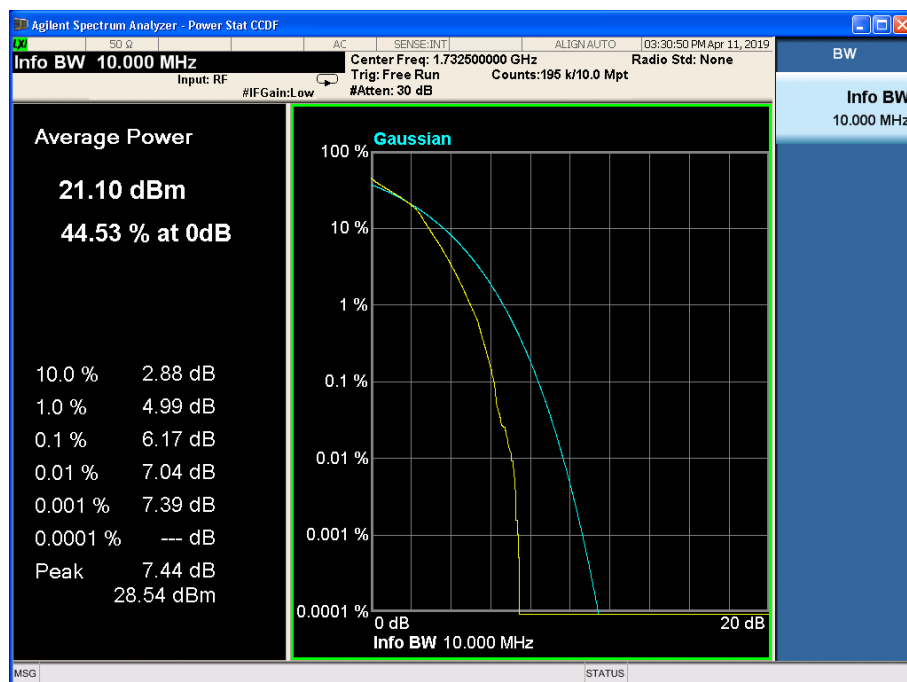 Agilent Spectrum Analyzer - Power Stat CCDF
LXI 50 Ω AC SENSE:INT ALIGN AUTO 03:30:50 PM Apr 11, 2019
Info BW 10.000 MHz
Center Freq: 1.732500000 GHz Radio Std: None
Input: RF Trig: Free Run Counts:195 k/10.0 Mpt
#IFGain:Low #Atten: 30 dB
BW
Info BW
10.000 MHz
Average Power
21.10 dBm
44.53 % at 0dB
10.0 % 2.88 dB
1.0 % 4.99 dB
0.1 % 6.17 dB
0.01 % 7.04 dB
0.001 % 7.39 dB
0.0001 % --- dB
Peak 7.44 dB
28.54 dBm
Gaussian
100 %
10 %
1 %
0.1 %
0.01 %
0.001 %
0.0001 %
0 dB 20 dB
Info BW 10.000 MHz
MSG STATUS